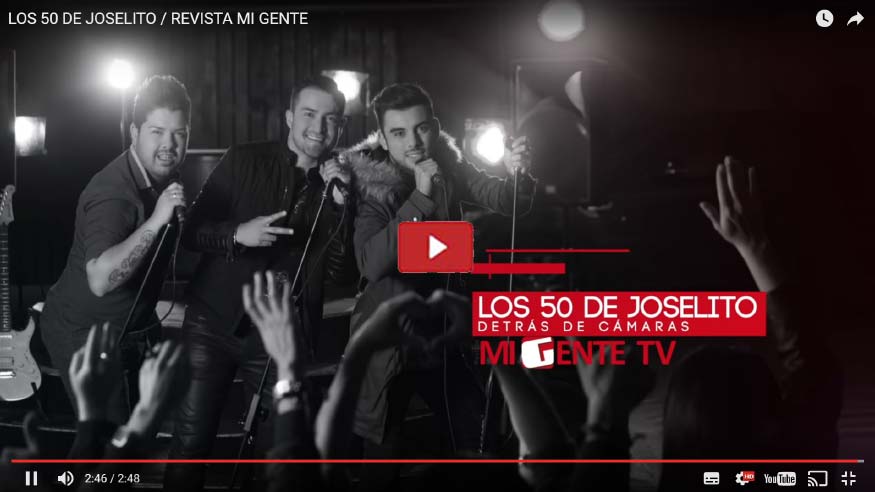 LOS 50 DE JOSELITO / REVISTA MI GENTE
LOS 50 DE JOSELITO
DETRÁS DE CÁMARAS
MI GENTE TV
2:46 / 2:48
HD
YouTube